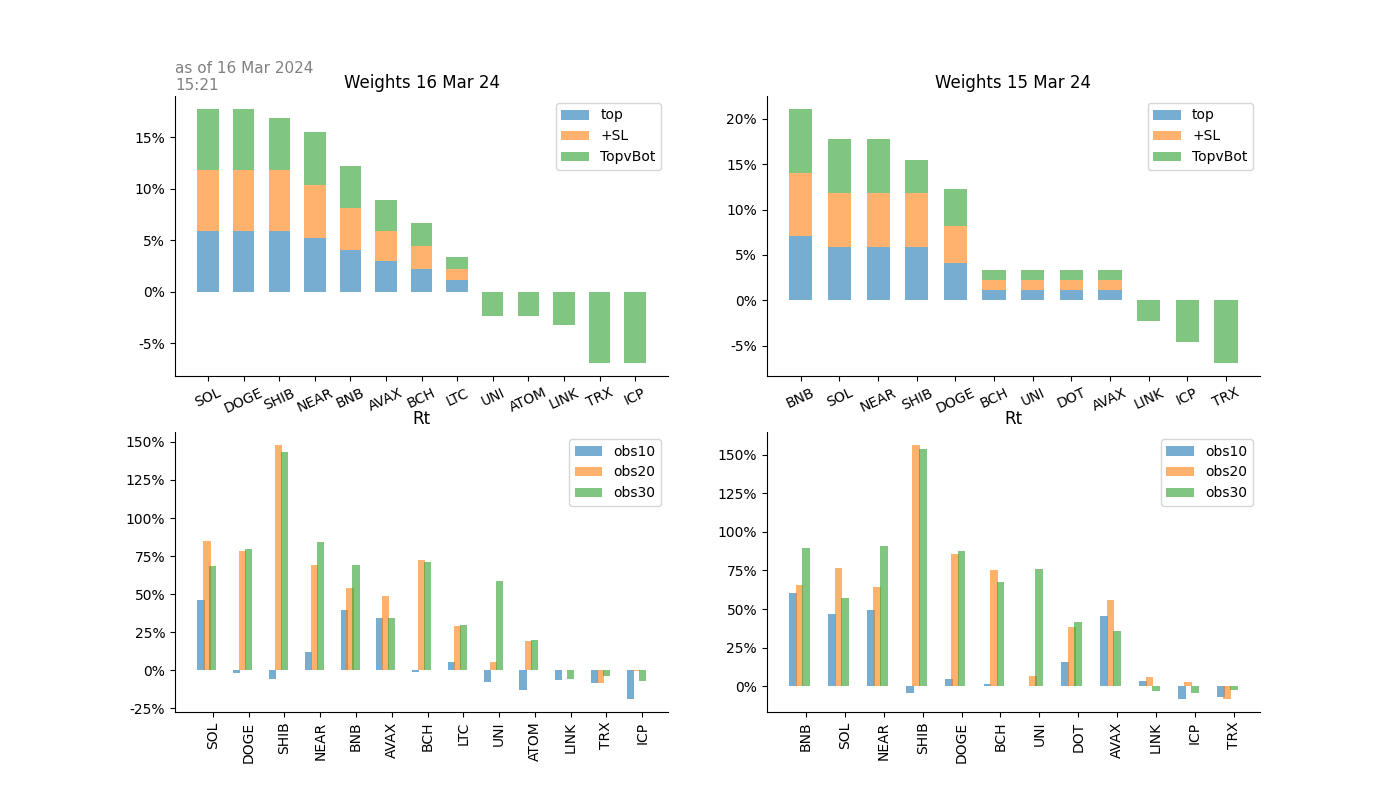 as of 16 Mar 2024
15:21
Weights 16 Mar 24
top
+SL
TopvBot
15%
10%
5%
0%
-5%
SOL DOGE SHIB NEAR BNB AVAX BCH LTC UNI ATOM LINK TRX ICP
Weights 15 Mar 24
top
+SL
TopvBot
20%
15%
10%
5%
0%
-5%
BNB SOL NEAR SHIB DOGE BCH UNI DOT AVAX LINK ICP TRX
Rt
obs10
obs20
obs30
150%
125%
100%
75%
50%
25%
0%
-25%
SOL DOGE SHIB NEAR BNB AVAX BCH LTC UNI ATOM LINK TRX ICP
Rt
obs10
obs20
obs30
150%
125%
100%
75%
50%
25%
0%
BNB SOL NEAR SHIB DOGE BCH UNI DOT AVAX LINK ICP TRX